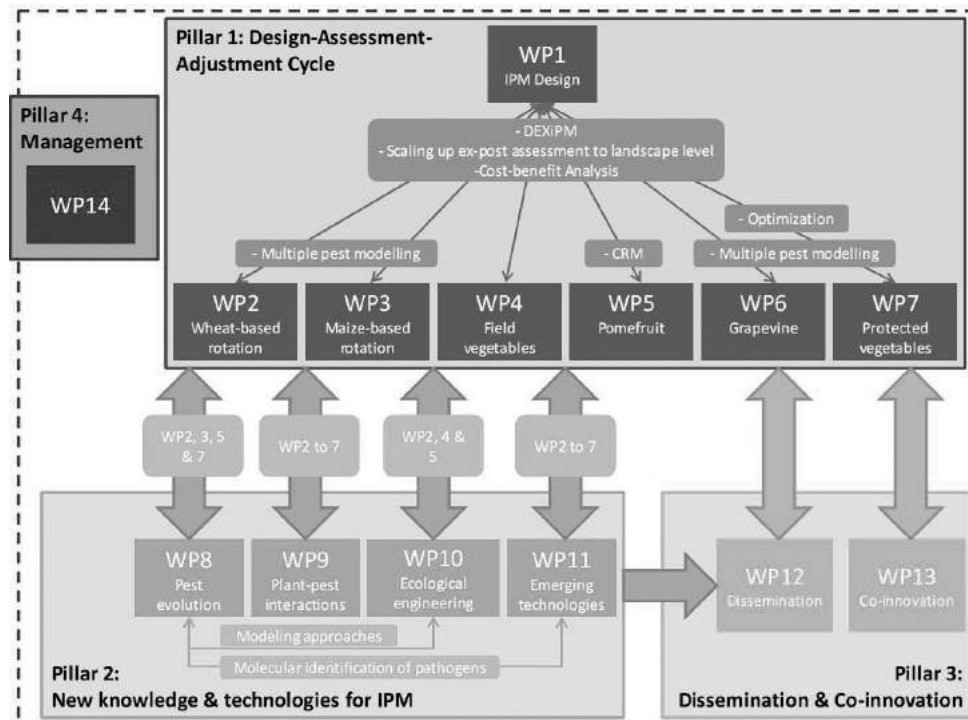 Pillar 1: Design-Assessment-
Adjustment Cycle
WP1
IPM Design
Pillar 4:
Management
WP14
- DEXiPM
- Scaling up ex-post assessment to landscape level
-Cost-benefit Analysis
- Optimization
- Multiple pest modelling
- CRM
- Multiple pest modelling
WP2
Wheat-based
rotation
WP3
Maize-based
rotation
WP4
Field
vegetables
WP5
Pomefruit
WP6
Grapevine
WP7
Protected
vegetables
WP2, 3, 5
& 7
WP2 to 7
WP2, 4 &
5
WP2 to 7
WP8
Pest
evolution
WP9
Plant-pest
interactions
WP10
Ecological
engineering
WP11
Emerging
technologies
WP12
Dissemination
WP13
Co-innovation
Modeling approaches
Molecular identification of pathogens
Pillar 2:
New knowledge & technologies for IPM
Pillar 3:
Dissemination & Co-innovation